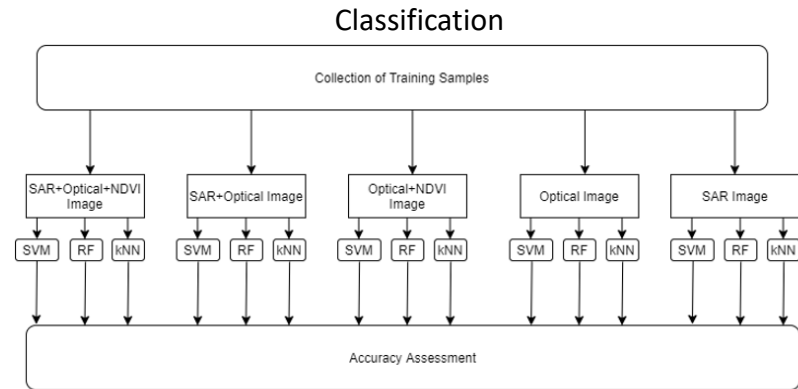 Classification
Collection of Training Samples
SAR+Optical+NDVI
Image
SAR+Optical Image
Optical+NDVI
Image
Optical Image
SAR Image
SVM
RF
kNN
SVM
RF
kNN
SVM
RF
kNN
SVM
RF
kNN
SVM
RF
kNN
Accuracy Assessment